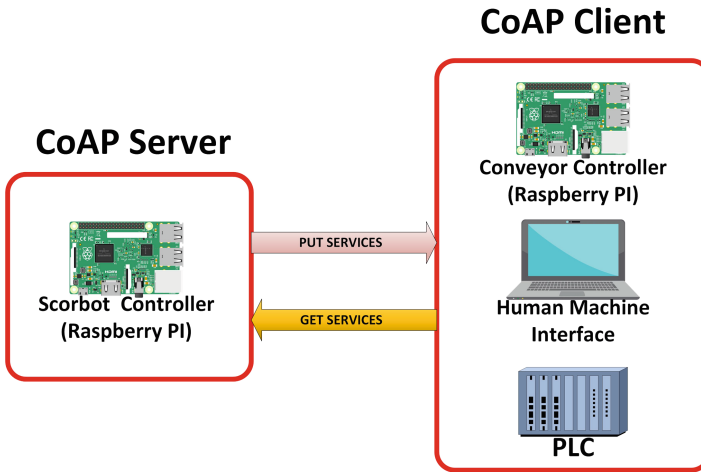 CoAP Client
CoAP Server
Conveyor Controller
(Raspberry PI)
PUT SERVICES
Scorbot Controller
(Raspberry PI)
GET SERVICES
Human Machine
Interface
PLC